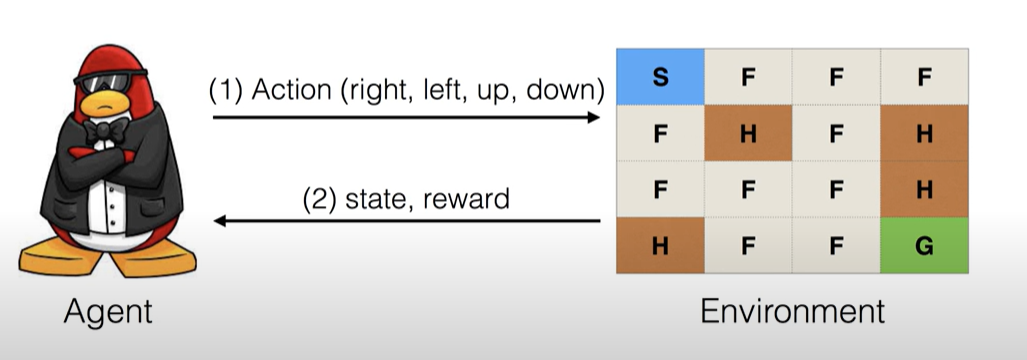 (1) Action (right, left, up, down)
(2) state, reward
Agent
S F F F
F H F H
F F F H
H F F G
Environment